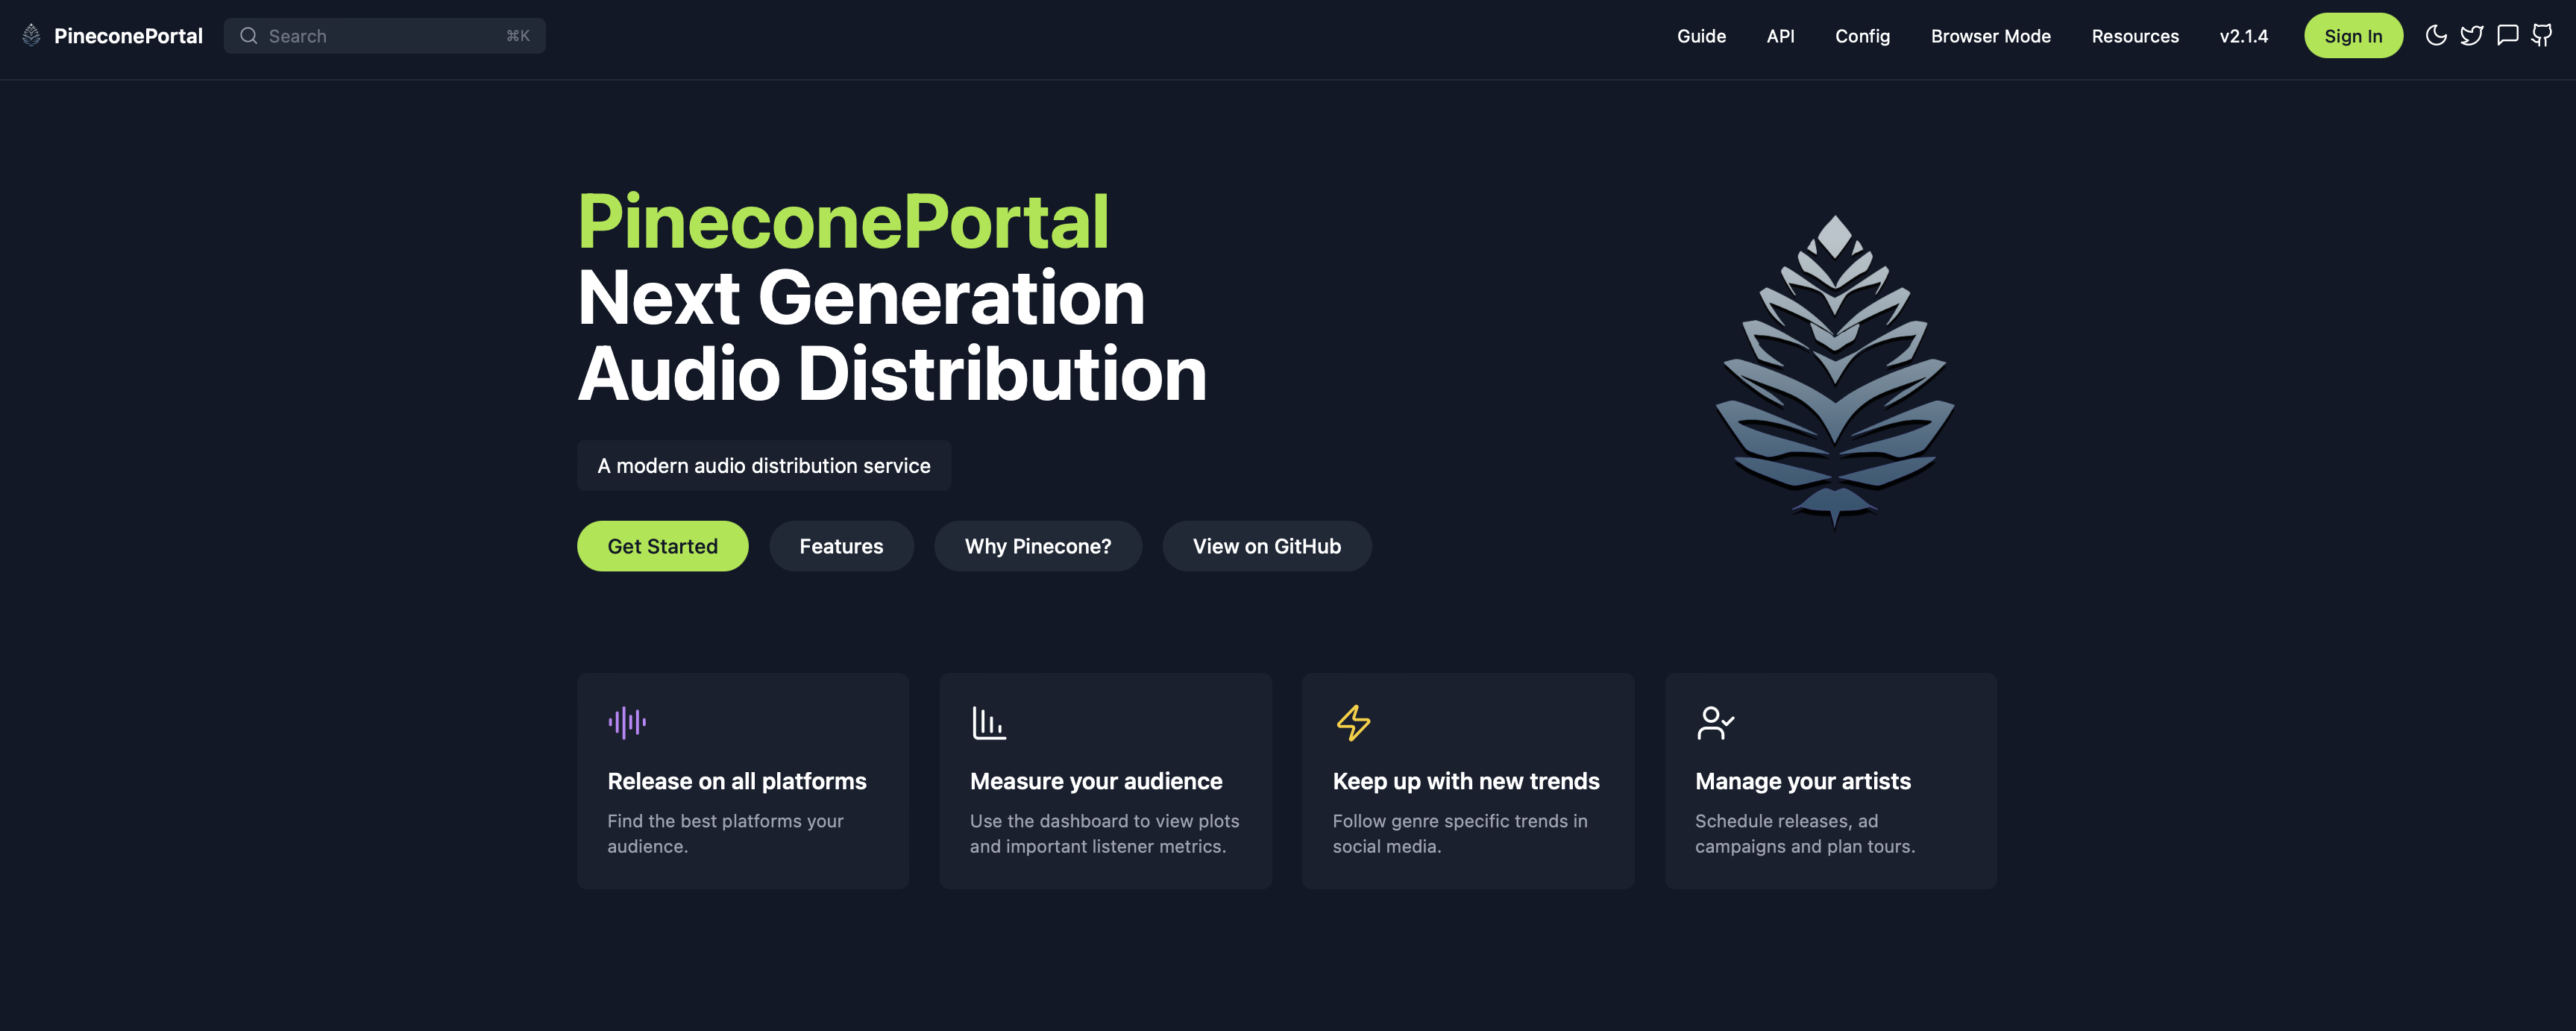 PineconePortal
Search
⌘K
Guide
API
Config
Browser Mode
Resources
v2.1.4
Sign In
PineconePortal
Next Generation
Audio Distribution
A modern audio distribution service
Get Started
Features
Why Pinecone?
View on GitHub
Release on all platforms
Find the best platforms your
audience.
Measure your audience
Use the dashboard to view plots
and important listener metrics.
Keep up with new trends
Follow genre specific trends in
social media.
Manage your artists
Schedule releases, ad
campaigns and plan tours.